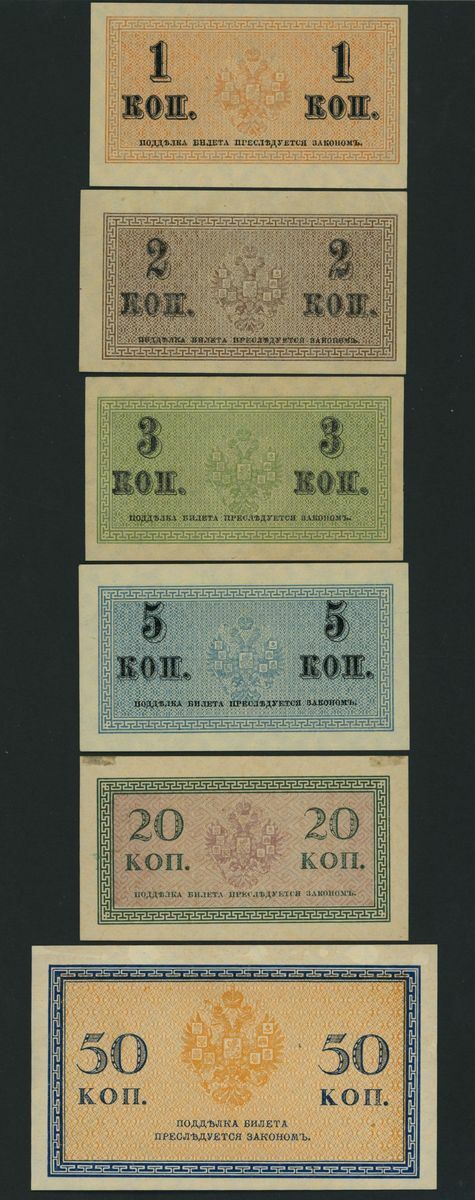 1 1
КОП. КОП.
ПОДДѢЛКА БИЛЕТА ПРЕСЛѢДУЕТСЯ ЗАКОНОМЪ.
2 2
КОП. КОП.
ПОДДѢЛКА БИЛЕТА ПРЕСЛѢДУЕТСЯ ЗАКОНОМЪ.
3 3
КОП. КОП.
ПОДДѢЛКА БИЛЕТА ПРЕСЛѢДУЕТСЯ ЗАКОНОМЪ.
5 5
КОП. КОП.
ПОДДѢЛКА БИЛЕТА ПРЕСЛѢДУЕТСЯ ЗАКОНОМЪ.
20 20
КОП. КОП.
ПОДДѢЛКА БИЛЕТА ПРЕСЛѢДУЕТСЯ ЗАКОНОМЪ.
50 50
КОП. КОП.
ПОДДѢЛКА БИЛЕТА
ПРЕСЛѢДУЕТСЯ ЗАКОНОМЪ.